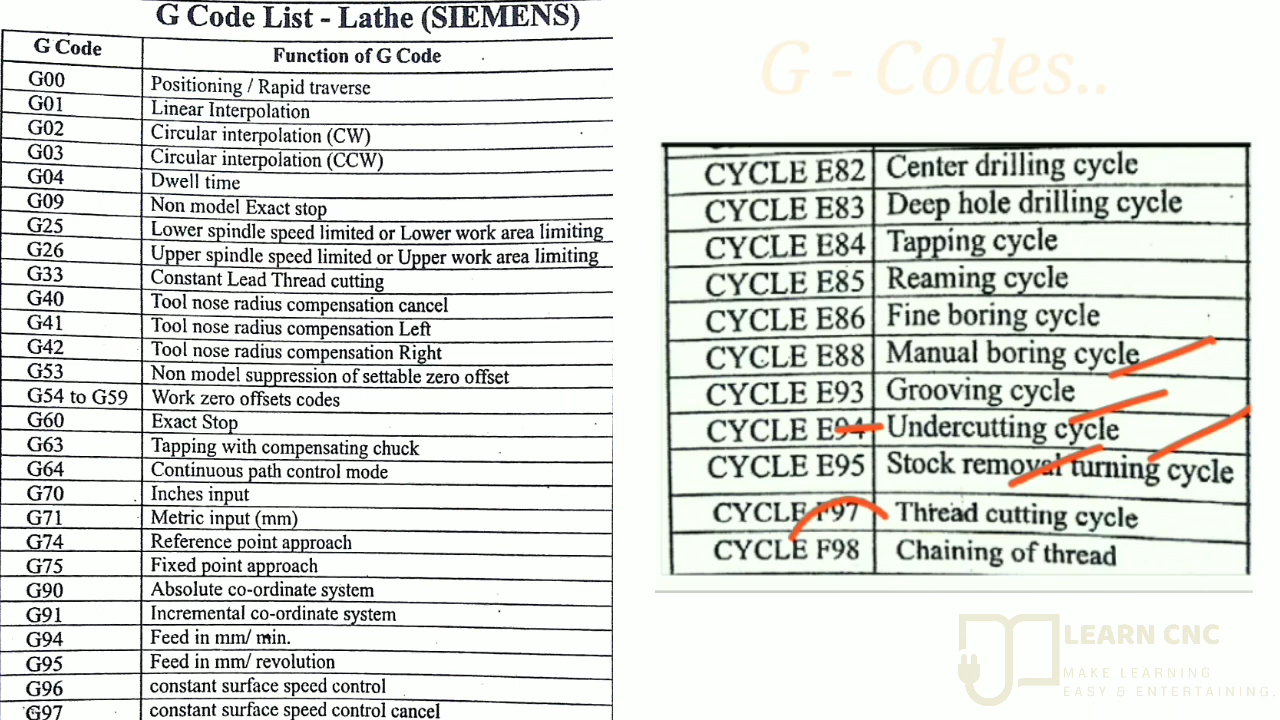 G Code List - Lathe (SIEMENS)
G Code Function of G Code
G00 Positioning / Rapid traverse
G01 Linear Interpolation
G02 Circular interpolation (CW)
G03 Circular interpolation (CCW)
G04 Dwell time
G09 Non model Exact stop
G25 Lower spindle speed limited or Lower work area limiting
G26 Upper spindle speed limited or Upper work area limiting
G33 Constant Lead Thread cutting
G40 Tool nose radius compensation cancel
G41 Tool nose radius compensation Left
G42 Tool nose radius compensation Right
G53 Non model suppression of settable zero offset
G54 to G59 Work zero offsets codes
G60 Exact Stop
G63 Tapping with compensating chuck
G64 Continuous path control mode
G70 Inches input
G71 Metric input (mm)
G74 Reference point approach
G75 Fixed point approach
G90 Absolute co-ordinate system
G91 Incremental co-ordinate system
G94 Feed in mm/ min.
G95 Feed in mm/ revolution
G96 constant surface speed control
G97 constant surface speed control cancel
G - Codes..
CYCLE E82 Center drilling cycle
CYCLE E83 Deep hole drilling cycle
CYCLE E84 Tapping cycle
CYCLE E85 Reaming cycle
CYCLE E86 Fine boring cycle
CYCLE E88 Manual boring cycle
CYCLE E93 Grooving cycle
CYCLE E94 Undercutting cycle
CYCLE E95 Stock removal turning cycle
CYCLE F97 Thread cutting cycle
CYCLE F98 Chaining of thread
LEARN CNC
MAKE LEARNING
EASY & ENTERTAINING.